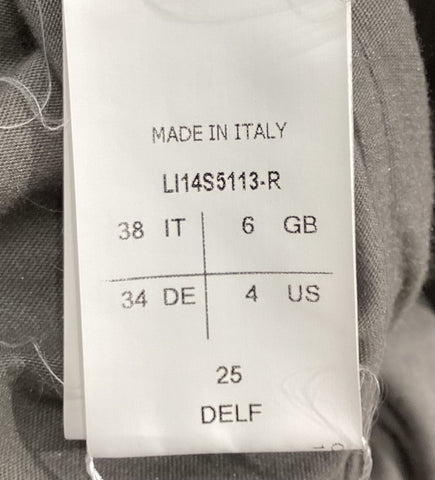 MADE IN ITALY
LI14S5113-R
38 IT 6 GB
34 DE 4 US
25
DELF